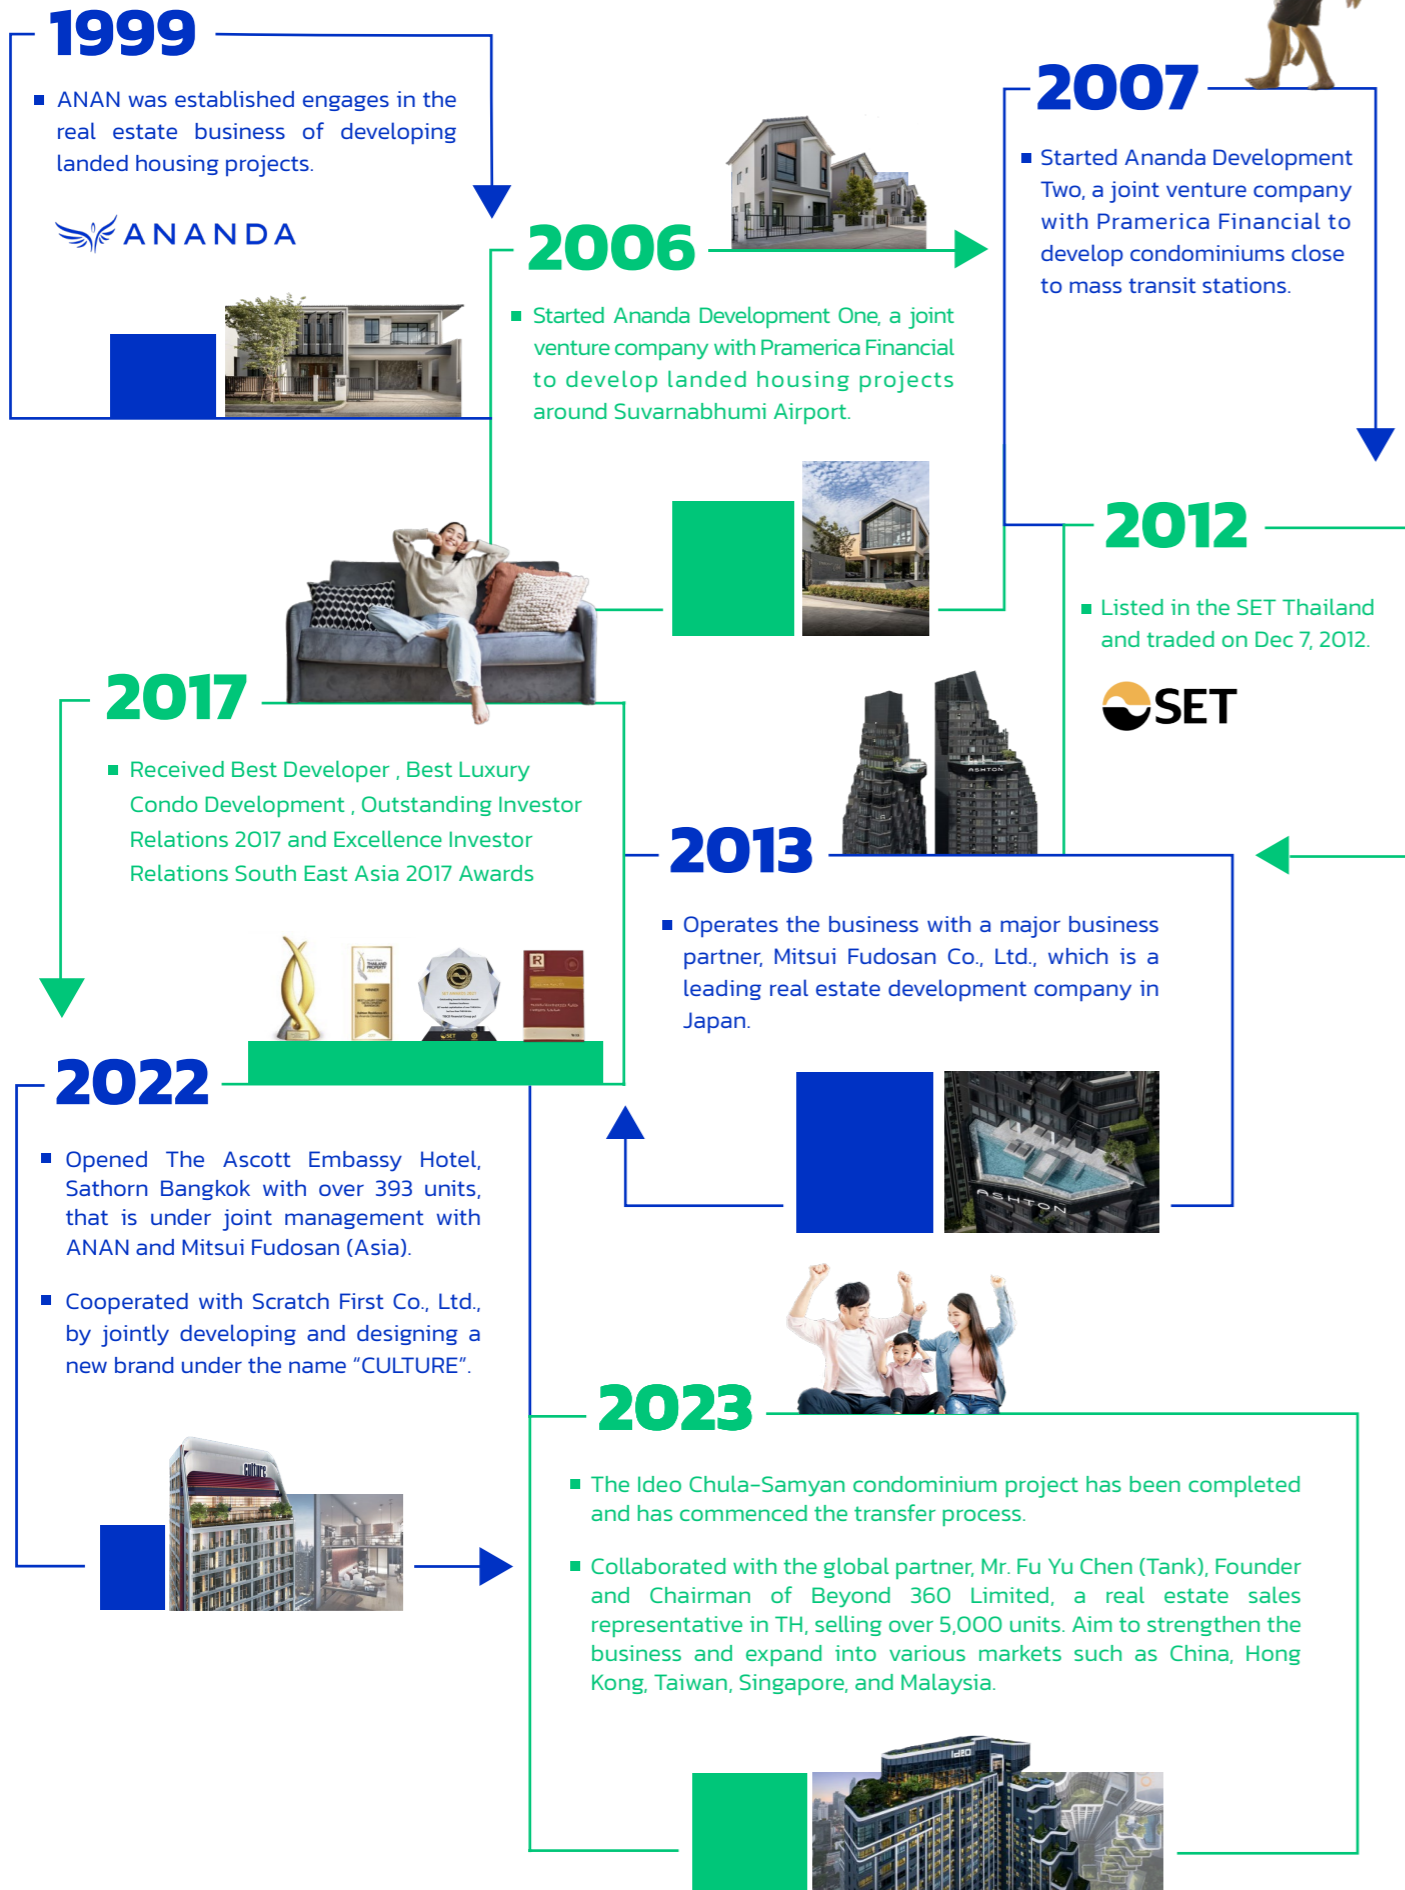 1999
ANAN was established engages in the
real estate business of developing
landed housing projects.
ANANDA
2006
Started Ananda Development One, a joint
venture company with Pramerica Financial
to develop landed housing projects
around Suvarnabhumi Airport.
2007
Started Ananda Development
Two, a joint venture company
with Pramerica Financial to
develop condominiums close
to mass transit stations.
2012
Listed in the SET Thailand
and traded on Dec 7, 2012.
SET
2013
ASHTON
Operates the business with a major business
partner, Mitsui Fudosan Co., Ltd., which is a
leading real estate development company in
Japan.
ASHTON
2017
Received Best Developer , Best Luxury
Condo Development , Outstanding Investor
Relations 2017 and Excellence Investor
Relations South East Asia 2017 Awards
R
SET
2022
Opened The Ascott Embassy Hotel,
Sathorn Bangkok with over 393 units,
that is under joint management with
ANAN and Mitsui Fudosan (Asia).
Cooperated with Scratch First Co., Ltd.,
by jointly developing and designing a
new brand under the name “CULTURE”.
culture
2023
The Ideo Chula-Samyan condominium project has been completed
and has commenced the transfer process.
Collaborated with the global partner, Mr. Fu Yu Chen (Tank), Founder
and Chairman of Beyond 360 Limited, a real estate sales
representative in TH, selling over 5,000 units. Aim to strengthen the
business and expand into various markets such as China, Hong
Kong, Taiwan, Singapore, and Malaysia.
ideo